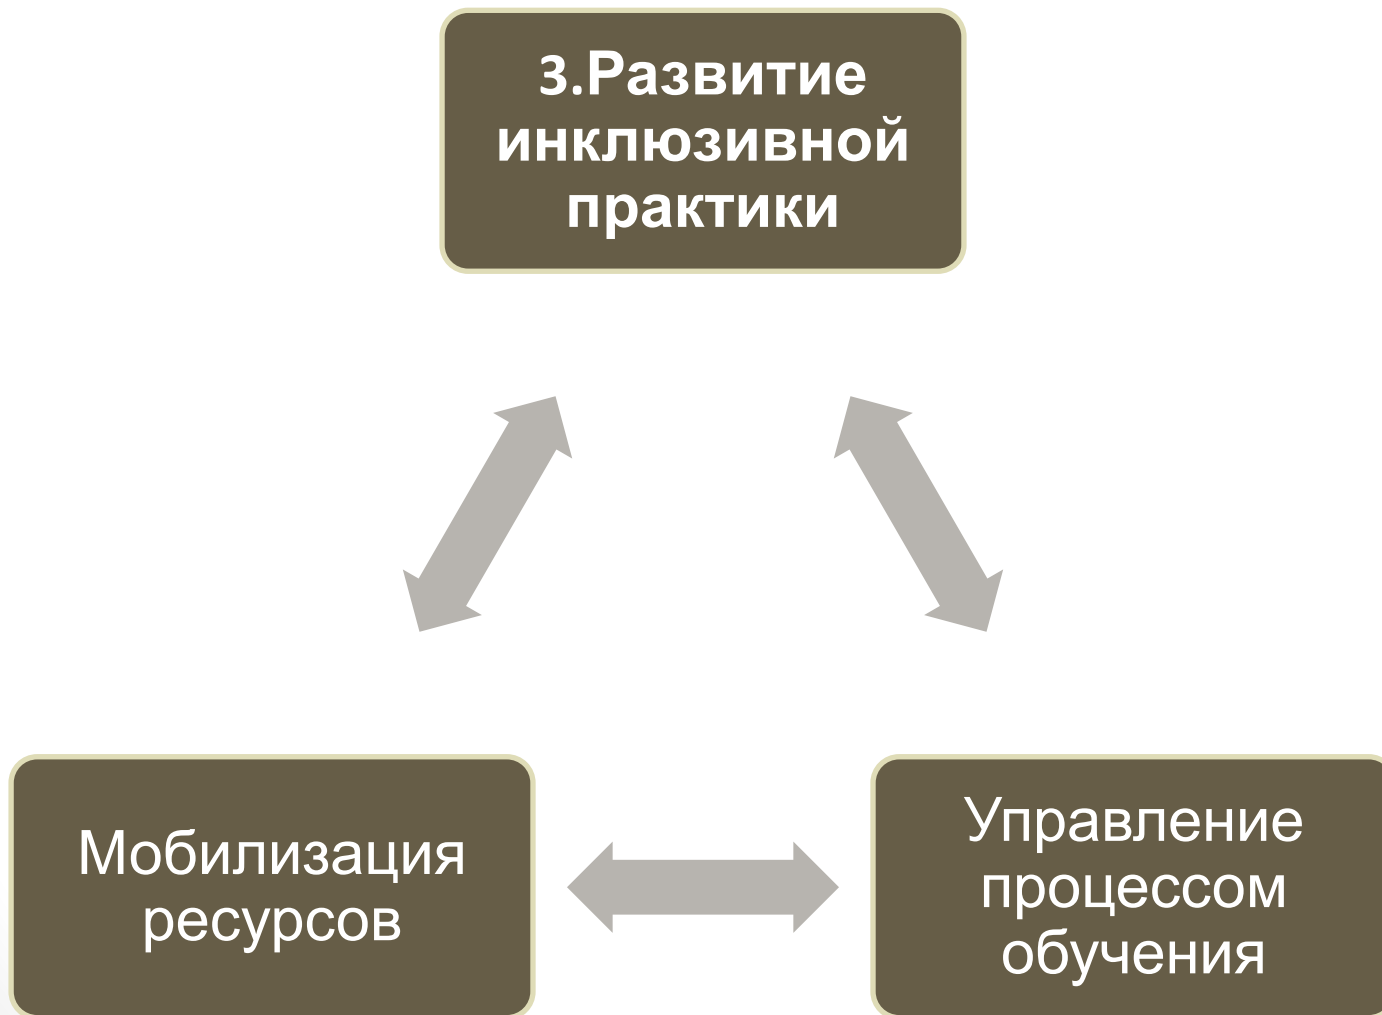 3.Развитие
инклюзивной
практики
Мобилизация
ресурсов
Управление
процессом
обучения